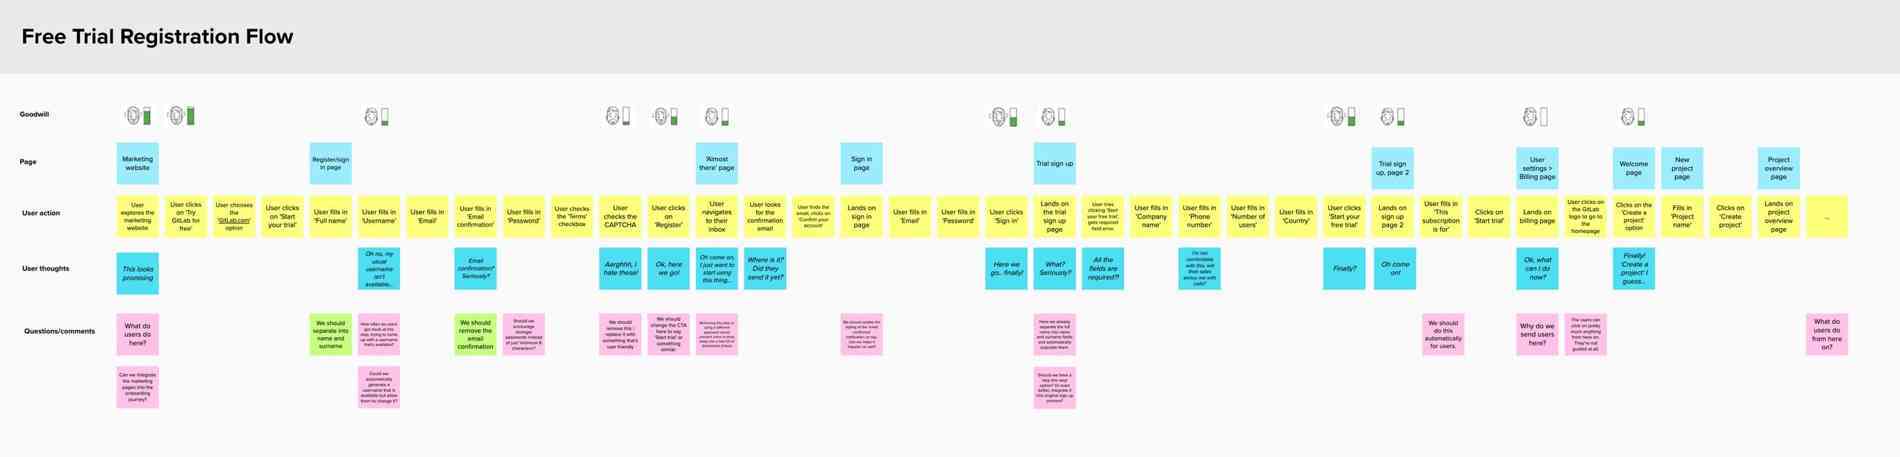 Free Trial Registration Flow
Goodwill
Page
Marketing
website
Register/sign
in page
'Almost
there' page
Sign in
page
Trial sign up
Trial sign
up, page 2
User
settings >
Billing page
Welcome
page
New
project
page
Project
overview
page
User action
User
explores the
marketing
website
User clicks
on 'Try
GitLab for
free'
User chooses
the
'GitLab.com'
option
User clicks
on 'Start
your trial'
User fills in
'Full name'
User fills in
'Username'
User fills in
'Email'
User fills in
'Email
confirmation'
User fills in
'Password'
User checks
the 'Terms'
checkbox
User
checks the
CAPTCHA
User clicks
on
'Register'
User
navigates
to their
inbox
User looks
for the
confirmation
email
User finds the
email, clicks on
'Confirm your
account'
Lands on
sign in
page
User fills in
'Email'
User fills in
'Password'
User clicks
'Sign in'
Lands on
the trial
sign up
page
User tries
clicking 'Start
your free trial',
gets required
field error.
User fills in
'Company
name'
User fills in
'Phone
number'
User fills in
'Number of
users'
User fills in
'Country'
User clicks
'Start your
free trial'
Lands on
sign up
page 2
User fills in
'This
subscription
is for'
Clicks on
'Start trial'
Lands on
billing page
User clicks on
the GitLab
logo to go to
the
homepage
Clicks on the
'Create a
project'
option
Fills in
'Project
name'
Clicks on
'Create
project'
Lands on
project
overview
page
...
User thoughts
This looks
promising
Oh no, my
usual
username
isn't
available...
Email
confirmation?
Seriously?
Aarghhh, I
hate these!
Ok, here
we go!
Oh come on,
I just want to
start using
this thing...
Where is it?
Did they
send it yet?
Here we
go.. finally!
What?
Seriously?
All the
fields are
required?!
I'm not
comfortable
with this, will
their sales
annoy me with
calls?
Finally?
Oh come
on!
Ok, what
can I do
now?
Finally!
'Create a
project' I
guess...
Questions/comments
What do
users do
here?
We should
separate into
name and
surname
How often do users
get stuck at this
step, trying to come
up with a username
that's available?
We should
remove the
email
confirmation
Should we
encourage
stronger
passwords instead
of just 'minimum 8
characters'?
We should
remove this /
replace it with
something that's
user friendly
We should
change the CTA
here to say
'Start trial' or
something
similar
Here we already
separate the full
name into name
and surname fields
and automatically
populate them.
We should
do this
automatically
for users.
Why do we
send users
here?
The users can
click on pretty
much anything
from here on.
They're not
guided at all.
What do
users do
from here
on?
Can we integrate
the marketing
pages into the
onboarding
journey?
Could we
automatically
generate a
username that is
available but allow
them to change it?
Should we have a
'skip this step'
option? Or even
better, integrate it
into original sign up
process?